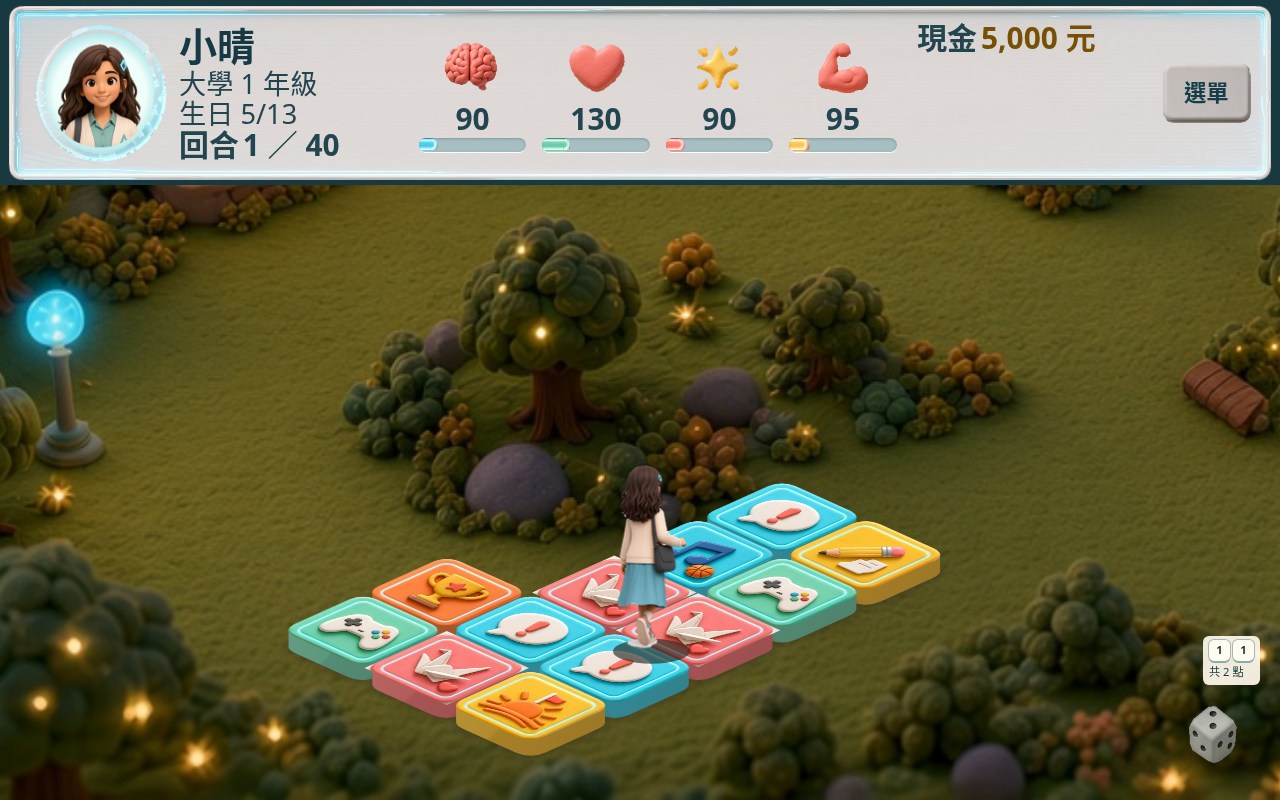 小晴
大學 1 年級
生日 5/13
回合 1 ／ 40
90
130
90
95
現金 5,000 元
選單
1 1
共 2 點